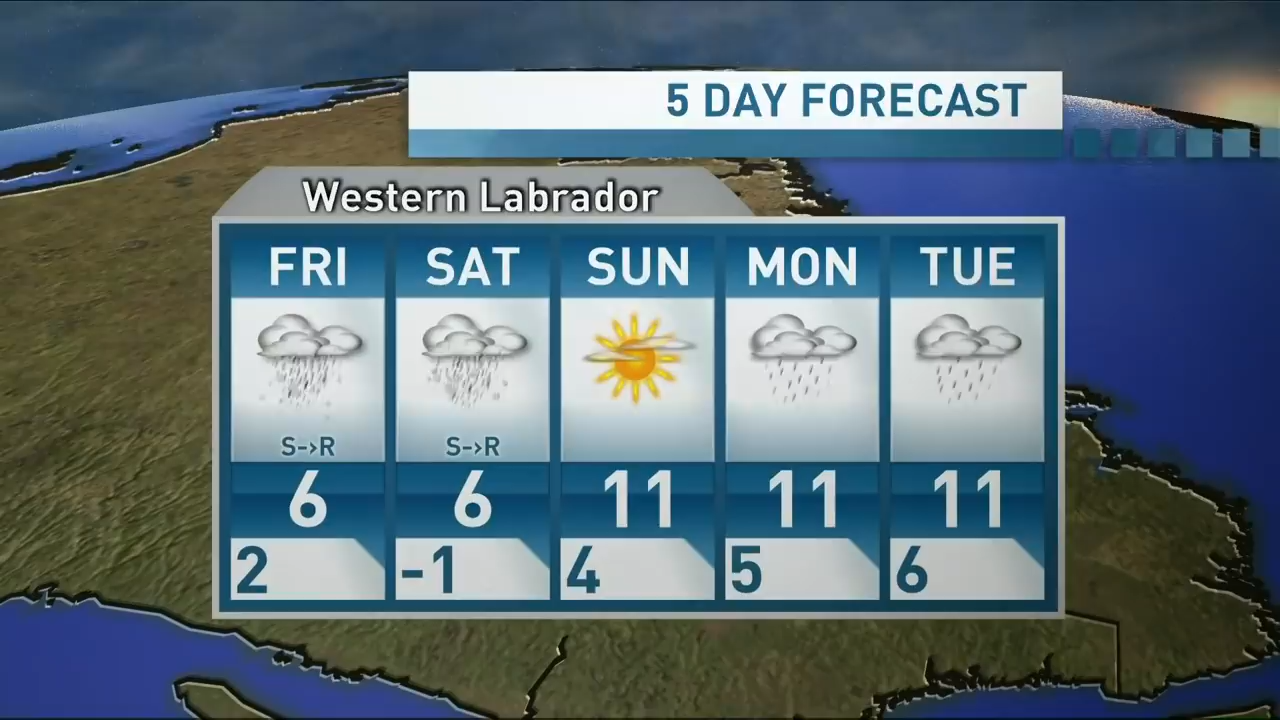 5 DAY FORECAST
Western Labrador
FRI SAT SUN MON TUE
S->R S->R
6 6 11 11 11
2 -1 4 5 6